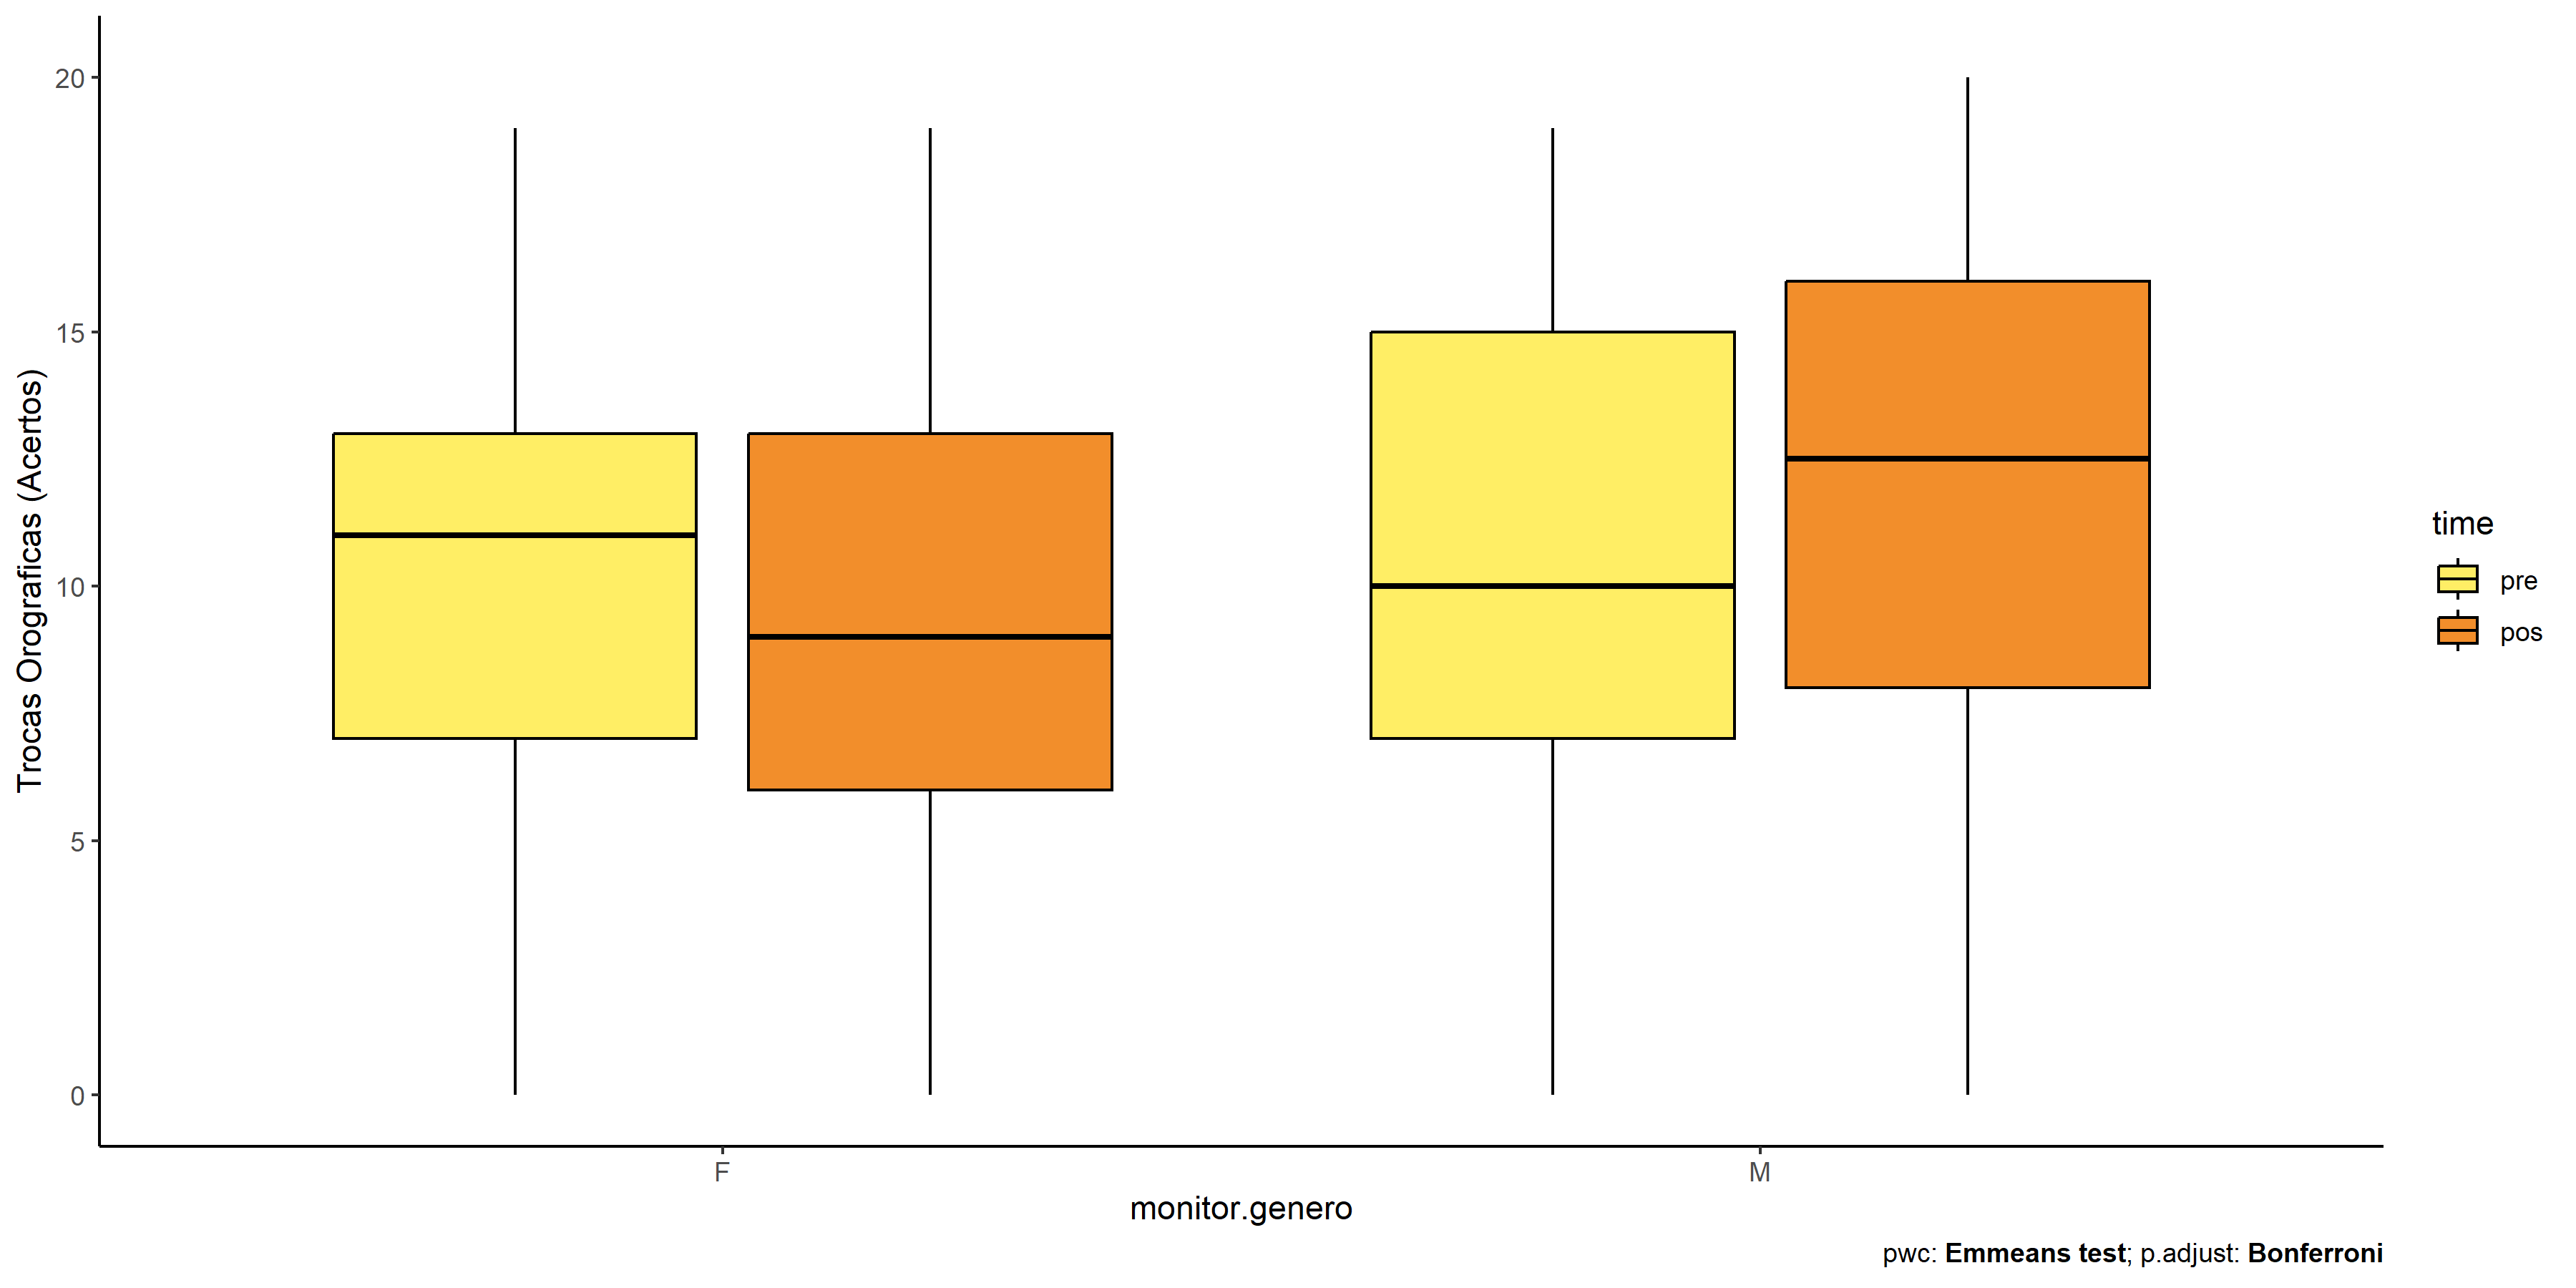 Trocas Orograficas (Acertos)
20
15
10
5
0
F
M
monitor.genero
time
pre
pos
pwc: Emmeans test; p.adjust: Bonferroni